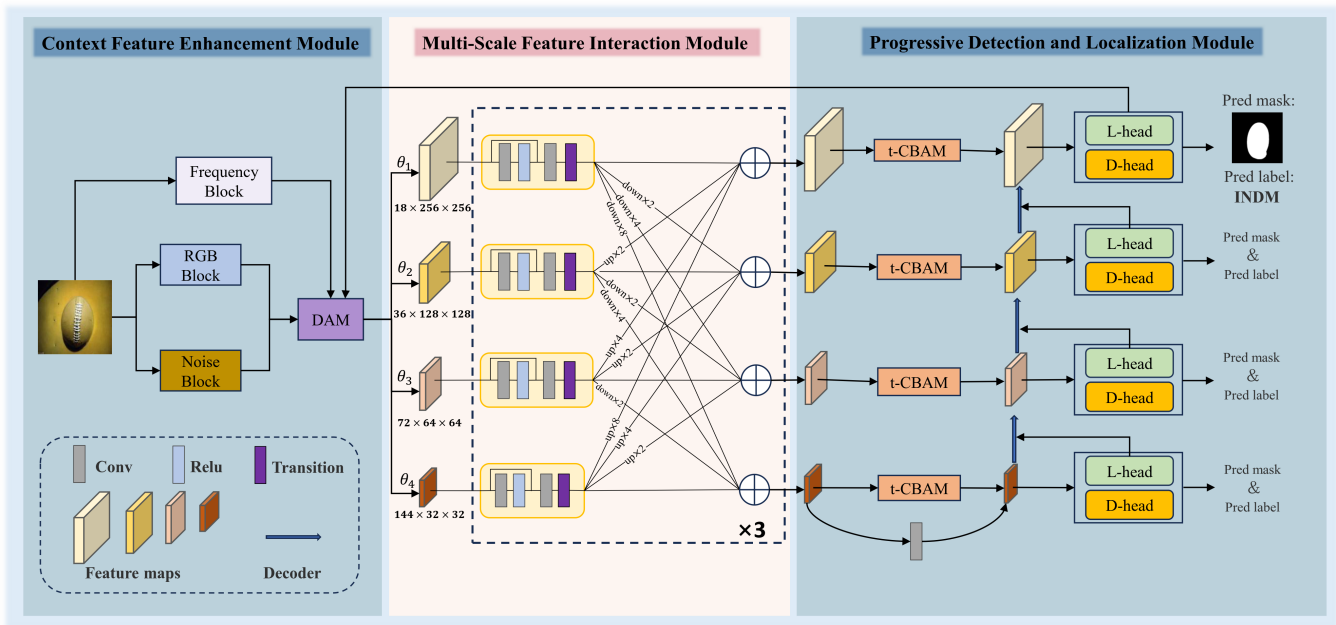 Context Feature Enhancement Module
Multi-Scale Feature Interaction Module
Progressive Detection and Localization Module
Frequency
Block
RGB
Block
Noise
Block
DAM
Conv
Relu
Transition
Feature maps
Decoder
θ1
18 × 256 × 256
θ2
36 × 128 × 128
θ3
72 × 64 × 64
θ4
144 × 32 × 32
down×2
down×4
down×8
up×2
down×2
down×4
up×4
up×2
down×2
up×8
up×4
up×2
×3
t-CBAM
L-head
D-head
Pred mask:
Pred label:
INDM
t-CBAM
L-head
D-head
Pred mask
&
Pred label
t-CBAM
L-head
D-head
Pred mask
&
Pred label
t-CBAM
L-head
D-head
Pred mask
&
Pred label